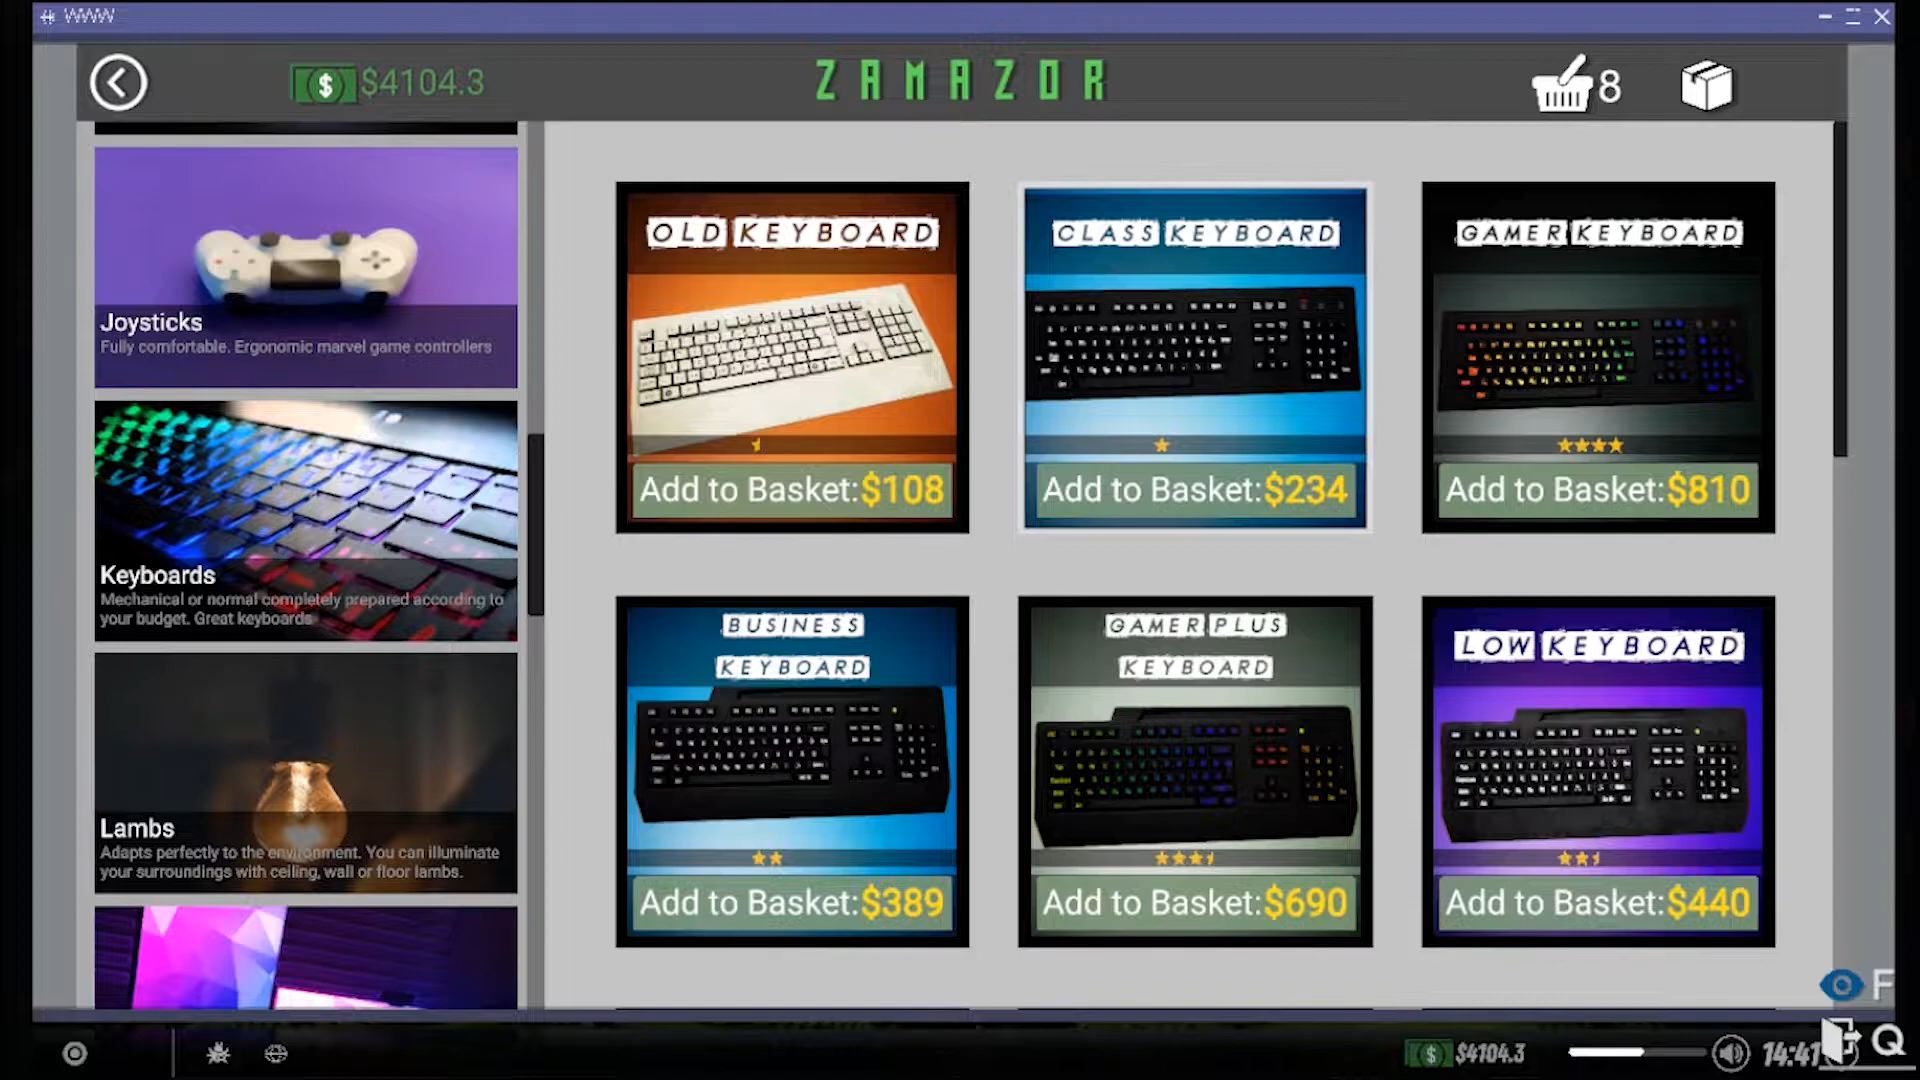 WWW
$4104.3
ZAMAZOR
8
Joysticks
Fully comfortable. Ergonomic marvel game controllers
Keyboards
Mechanical or normal completely prepared according to
your budget. Great keyboards
Lambs
Adapts perfectly to the environment. You can illuminate
your surroundings with ceiling, wall or floor lambs.
OLD KEYBOARD
Add to Basket:$108
CLASS KEYBOARD
Add to Basket:$234
GAMER KEYBOARD
Add to Basket:$810
BUSINESS
KEYBOARD
Add to Basket:$389
GAMER PLUS
KEYBOARD
Add to Basket:$690
LOW KEYBOARD
Add to Basket:$440
F
$4104.3
14:41
Q